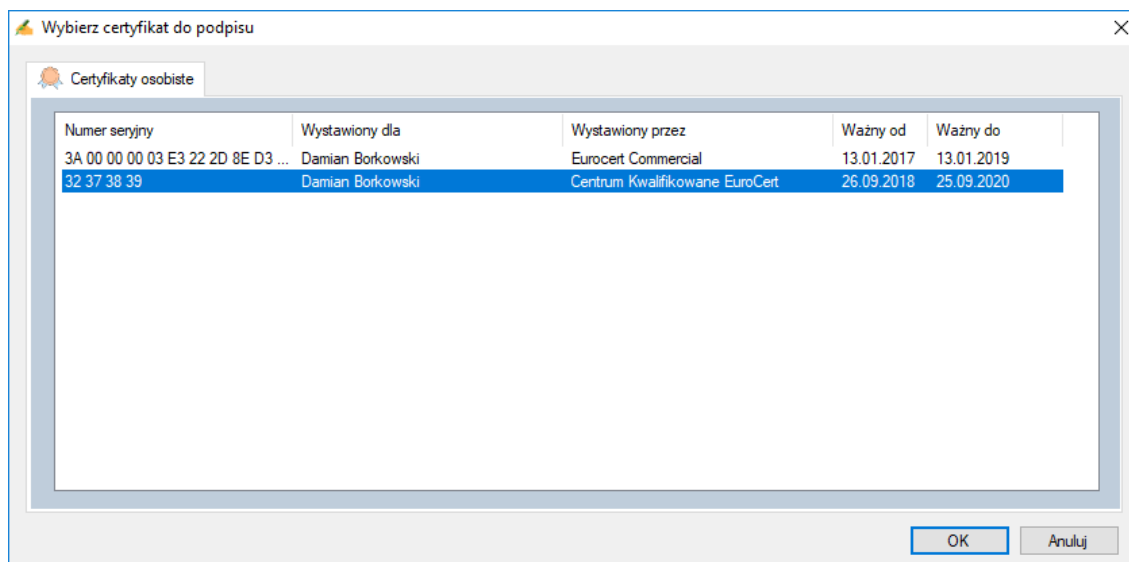 Wybierz certyfikat do podpisu
Certyfikaty osobiste
Numer seryjny Wystawiony dla Wystawiony przez Ważny od Ważny do
3A 00 00 00 03 E3 22 2D 8E D3 ... Damian Borkowski Eurocert Commercial 13.01.2017 13.01.2019
32 37 38 39 Damian Borkowski Centrum Kwalifikowane EuroCert 26.09.2018 25.09.2020
OK Anuluj